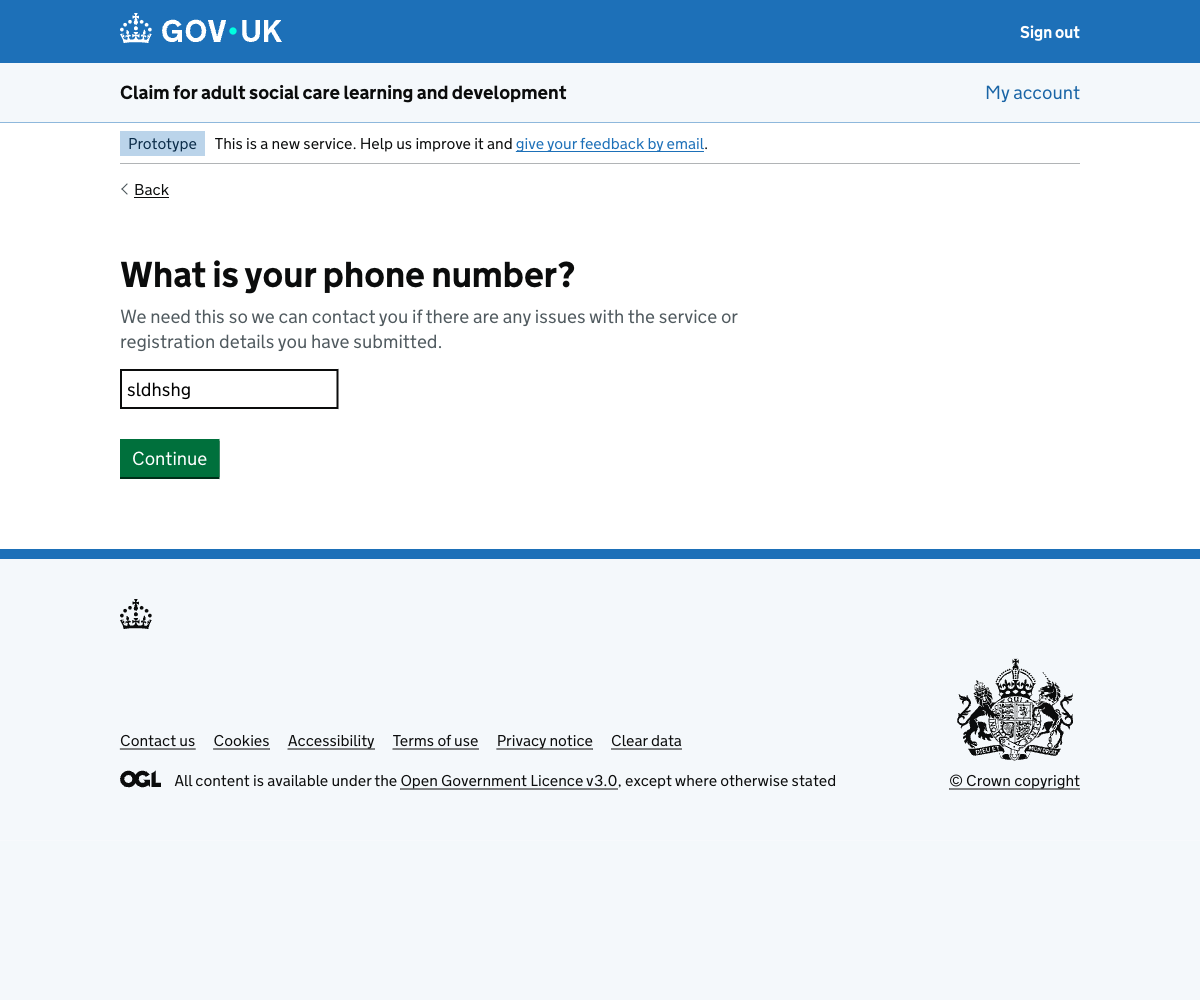 GOV•UK
Sign out
Claim for adult social care learning and development
My account
Prototype
This is a new service. Help us improve it and give your feedback by email.
Back
What is your phone number?
We need this so we can contact you if there are any issues with the service or
registration details you have submitted.
sldhshg
Continue
Contact us
Cookies
Accessibility
Terms of use
Privacy notice
Clear data
OGL
All content is available under the Open Government Licence v3.0, except where otherwise stated
© Crown copyright